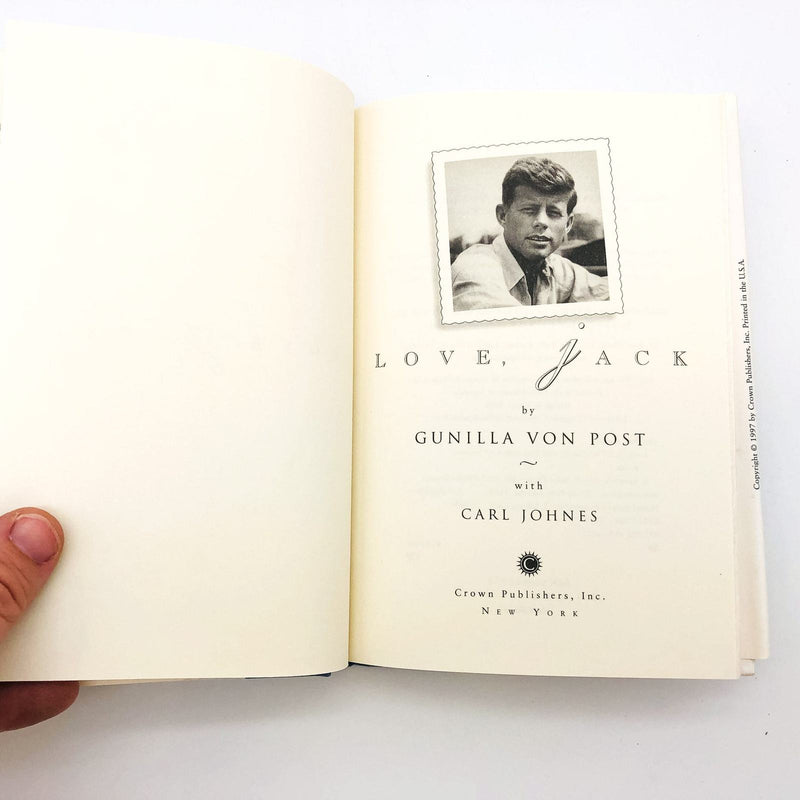 LOVE, jACK
by
GUNILLA VON POST
~
with
CARL JOHNES
C
Crown Publishers, Inc.
NEW YORK
Copyright © 1997 by Crown Publishers, Inc. Printed in the U.S.A.